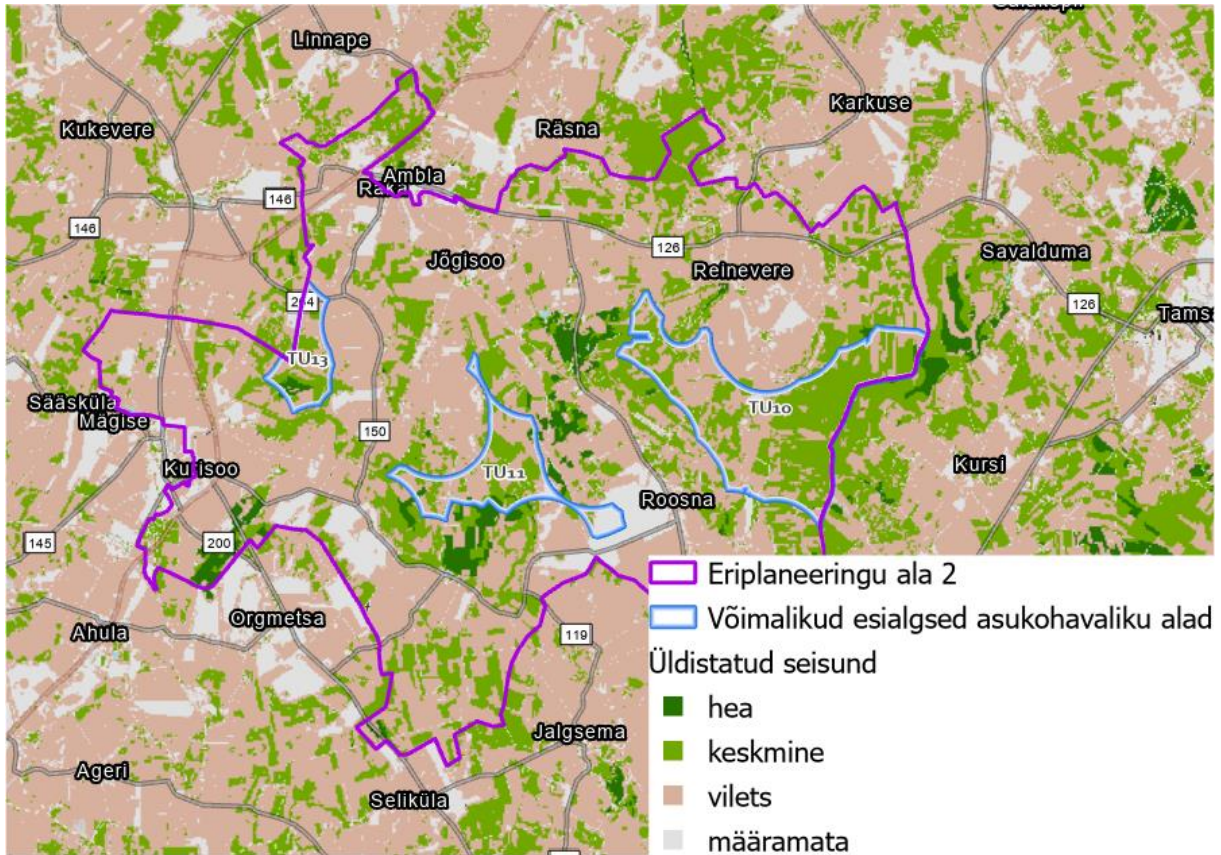 Linnape
Kukevere
Räsna
Karkuse
Ambla
146
146
126
Jõgisoo
Reinevere
Savalduma
126
TU13
TU10
Sääsküla
Mägise
150
TU11
Kursi
Roosna
145
200
Orgmetsa
Ahula
119
Jalgsema
Ageri
Seliküla
Eriplaneeringu ala 2
Võimalikud esialgsed asukohavaliku alad
Üldistatud seisund
hea
keskmine
vilets
määramata